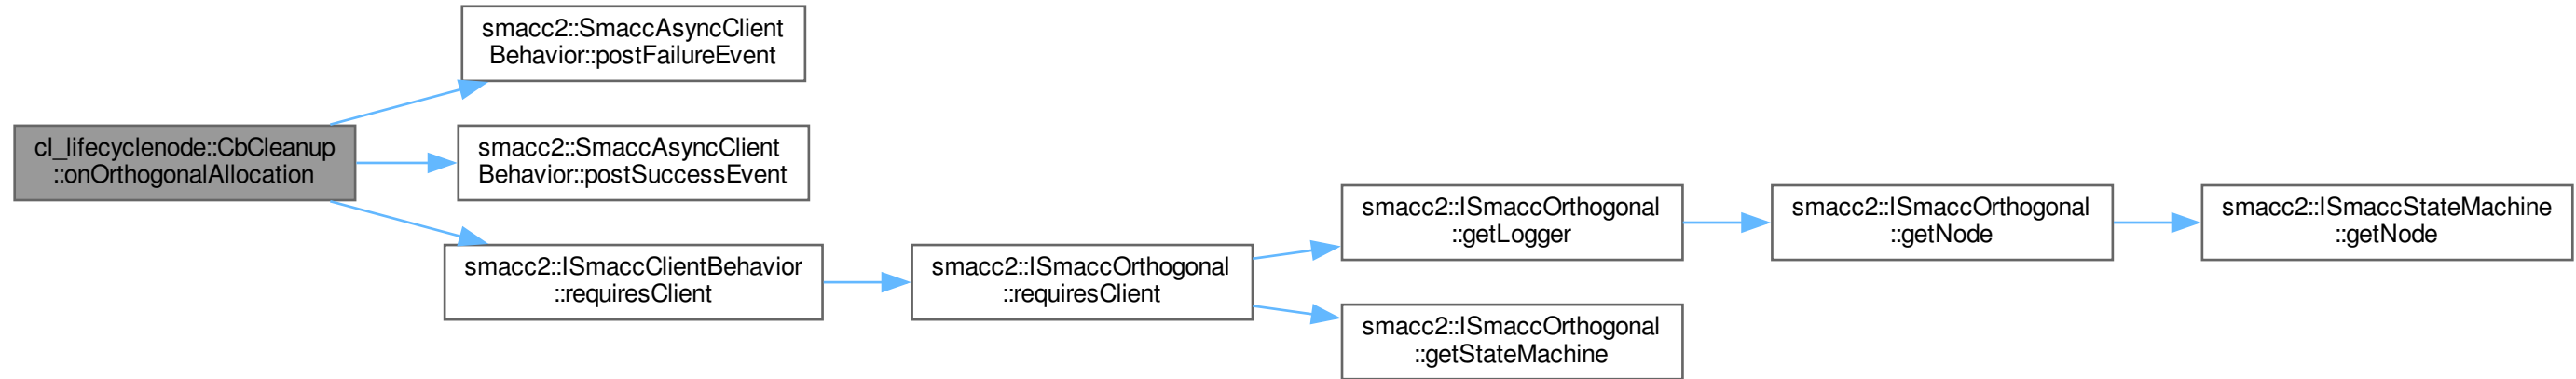 smacc2::SmaccAsyncClient
Behavior::postFailureEvent
cl_lifecyclenode::CbCleanup
::onOrthogonalAllocation
smacc2::SmaccAsyncClient
Behavior::postSuccessEvent
smacc2::ISmaccClientBehavior
::requiresClient
smacc2::ISmaccOrthogonal
::requiresClient
smacc2::ISmaccOrthogonal
::getLogger
smacc2::ISmaccOrthogonal
::getNode
smacc2::ISmaccStateMachine
::getNode
smacc2::ISmaccOrthogonal
::getStateMachine